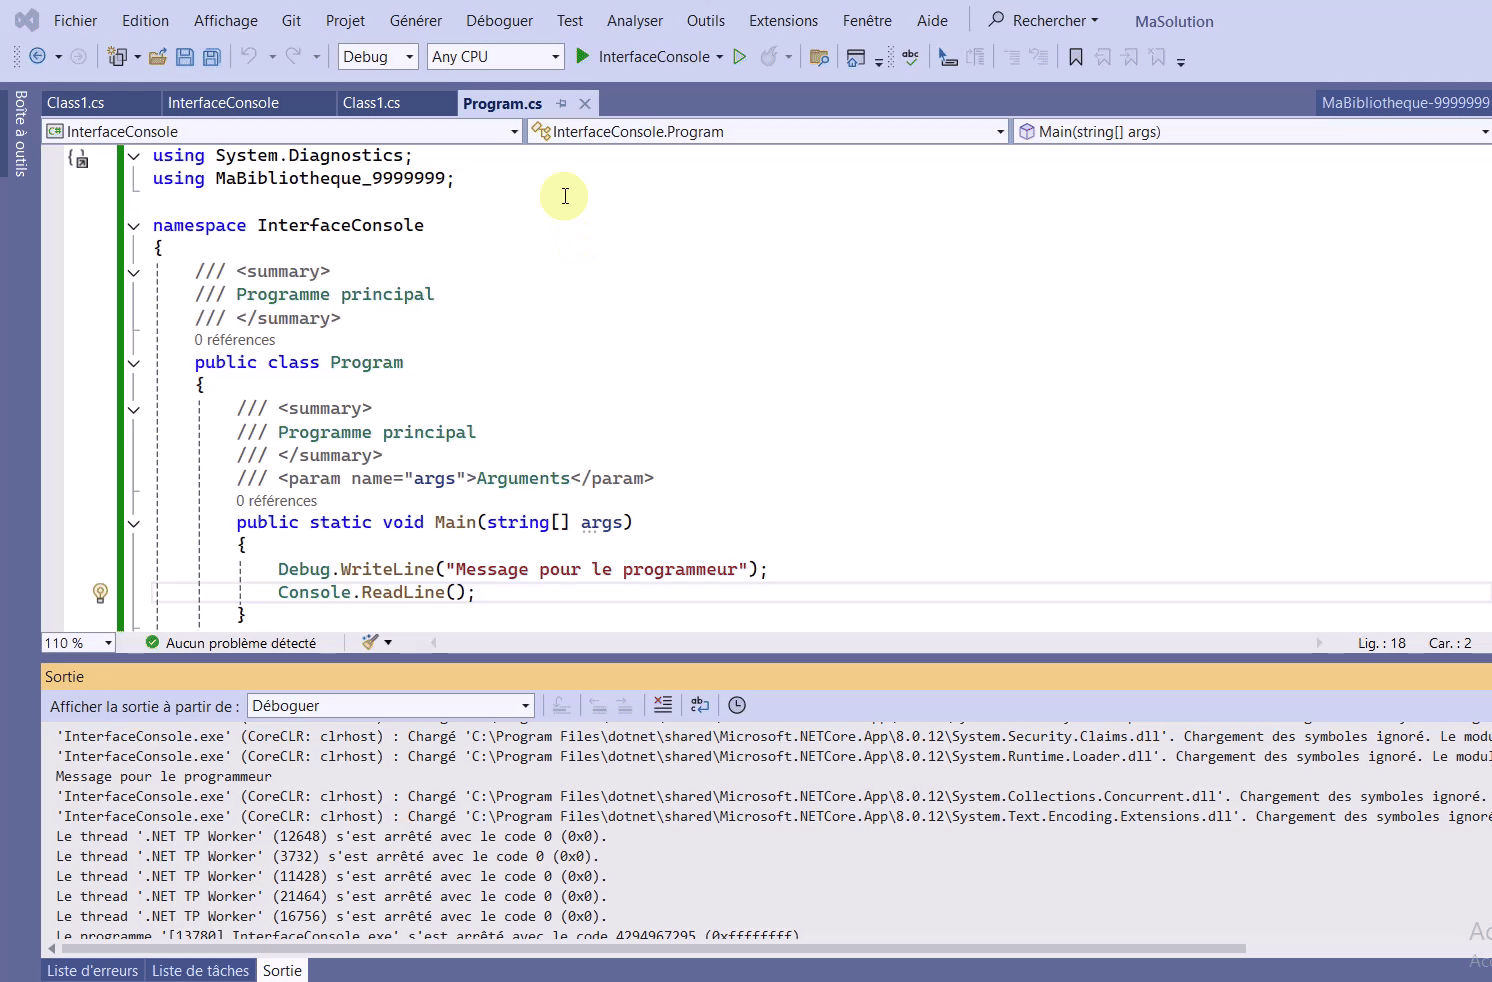 Fichier Edition Affichage Git Projet Générer Déboguer Test Analyser Outils Extensions Fenêtre Aide Rechercher MaSolution
Debug Any CPU InterfaceConsole
Boîte à outils
Class1.cs InterfaceConsole Class1.cs Program.cs MaBibliotheque-9999999
InterfaceConsole InterfaceConsole.Program Main(string[] args)
using System.Diagnostics;
using MaBibliotheque_9999999;
namespace InterfaceConsole
{
/// <summary>
/// Programme principal
/// </summary>
0 références
public class Program
{
/// <summary>
/// Programme principal
/// </summary>
/// <param name="args">Arguments</param>
0 références
public static void Main(string[] args)
{
Debug.WriteLine("Message pour le programmeur");
Console.ReadLine();
}
110 % Aucun problème détecté Lig. : 18 Car. : 2
Sortie
Afficher la sortie à partir de : Déboguer
'InterfaceConsole.exe' (CoreCLR: clrhost) : Chargé 'C:\Program Files\dotnet\shared\Microsoft.NETCore.App\8.0.12\System.Security.Claims.dll'. Chargement des symboles ignoré. Le modu
'InterfaceConsole.exe' (CoreCLR: clrhost) : Chargé 'C:\Program Files\dotnet\shared\Microsoft.NETCore.App\8.0.12\System.Runtime.Loader.dll'. Chargement des symboles ignoré. Le modul
Message pour le programmeur
'InterfaceConsole.exe' (CoreCLR: clrhost) : Chargé 'C:\Program Files\dotnet\shared\Microsoft.NETCore.App\8.0.12\System.Collections.Concurrent.dll'. Chargement des symboles ignoré.
'InterfaceConsole.exe' (CoreCLR: clrhost) : Chargé 'C:\Program Files\dotnet\shared\Microsoft.NETCore.App\8.0.12\System.Text.Encoding.Extensions.dll'. Chargement des symboles ignoré
Le thread '.NET TP Worker' (12648) s'est arrêté avec le code 0 (0x0).
Le thread '.NET TP Worker' (3732) s'est arrêté avec le code 0 (0x0).
Le thread '.NET TP Worker' (11428) s'est arrêté avec le code 0 (0x0).
Le thread '.NET TP Worker' (21464) s'est arrêté avec le code 0 (0x0).
Le thread '.NET TP Worker' (16756) s'est arrêté avec le code 0 (0x0).
Le programme '[13780] InterfaceConsole.exe' s'est arrêté avec le code 4294967295 (0xffffffff)
Liste d'erreurs Liste de tâches Sortie